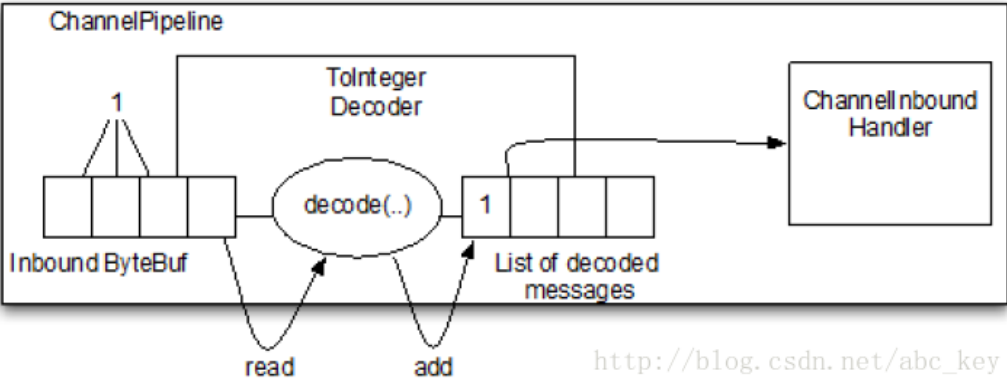 ChannelPipeline
1
ToInteger
Decoder
ChannelInbound
Handler
decode(..)
1
Inbound ByteBuf
List of decoded
messages
read
add
http://blog.csdn.net/abc_key